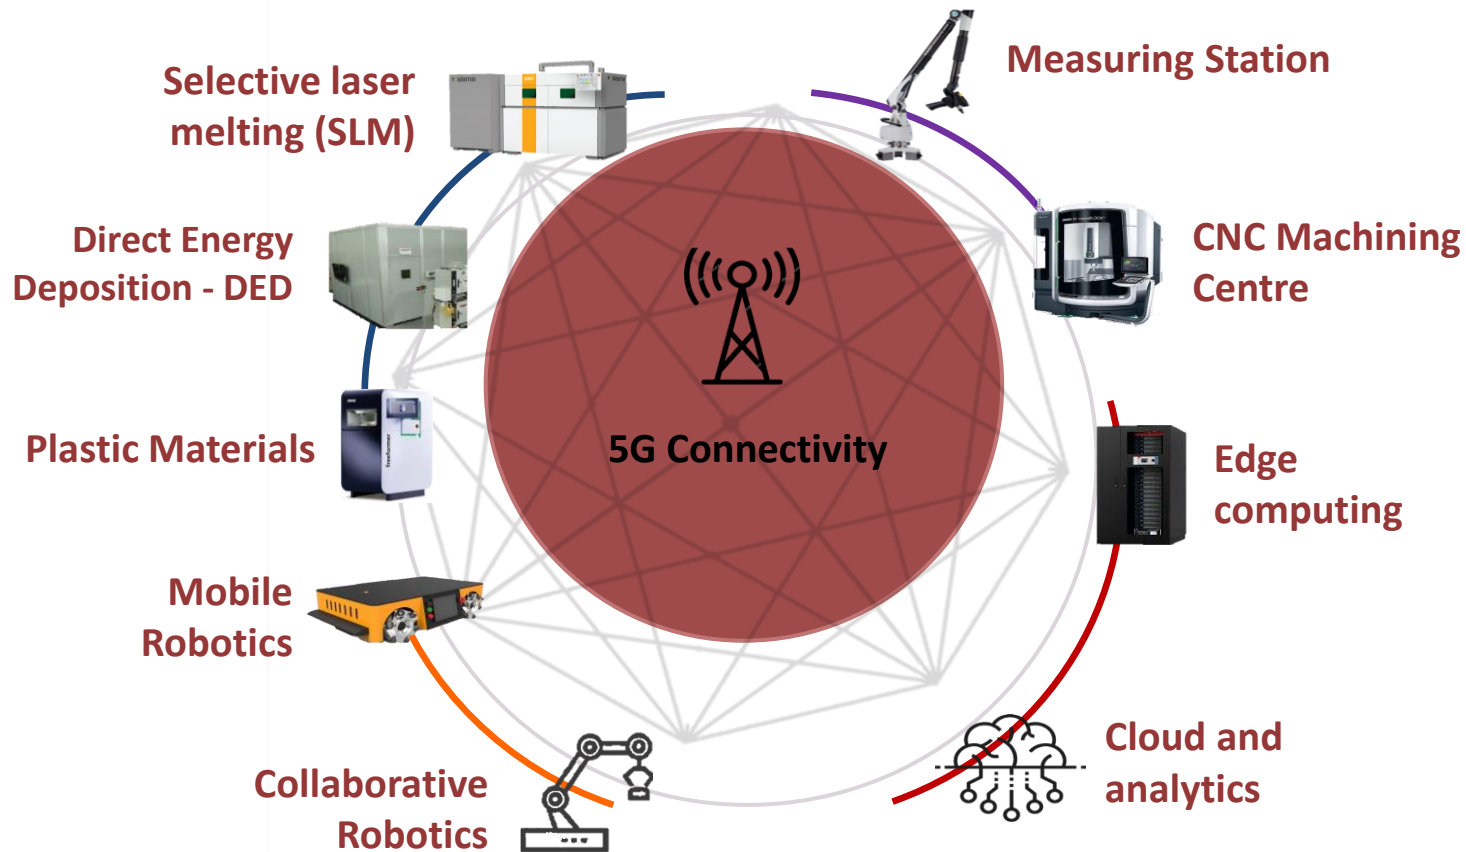 Selective laser
melting (SLM)
Measuring Station
Direct Energy
Deposition - DED
CNC Machining
Centre
5G Connectivity
Plastic Materials
freeformer
Edge
computing
Mobile
Robotics
Collaborative
Robotics
Cloud and
analytics